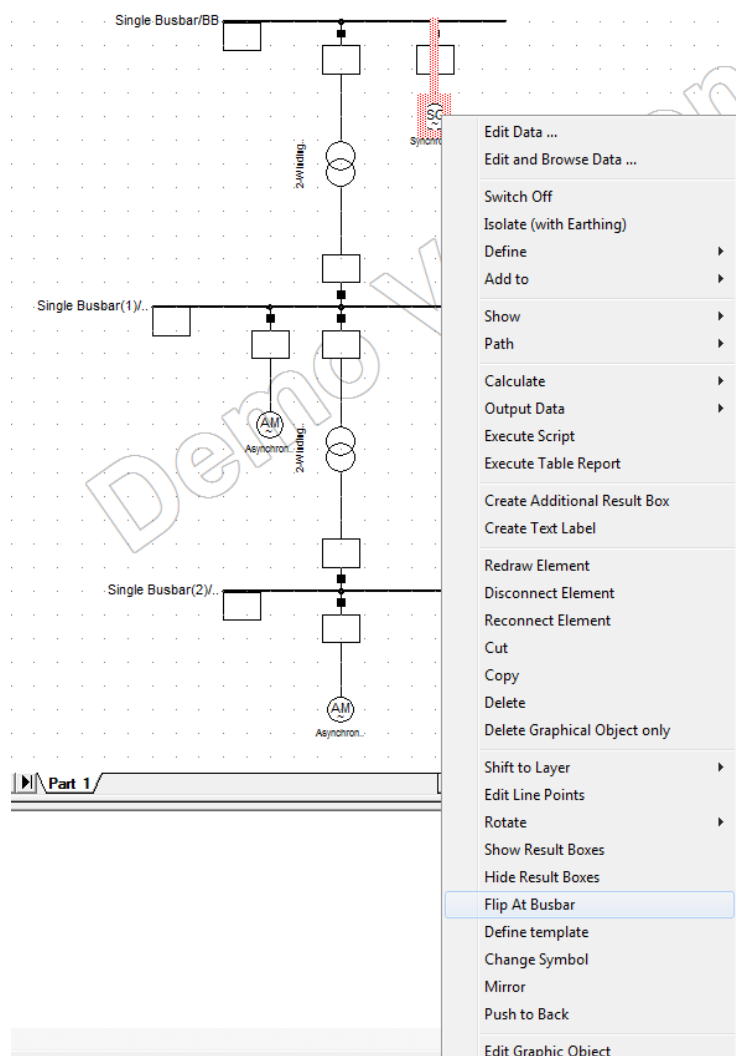 Single Busbar/BB
SG
~
Synchro
2-Winding..
Edit Data ...
Edit and Browse Data ...
Switch Off
Isolate (with Earthing)
Define
Add to
Single Busbar(1)/..
Show
Path
Calculate
Output Data
Execute Script
Execute Table Report
AM
~
Asynchron..
2-Winding..
Create Additional Result Box
Create Text Label
Redraw Element
Disconnect Element
Reconnect Element
Single Busbar(2)/..
Cut
Copy
Delete
Delete Graphical Object only
AM
~
Asynchron..
Shift to Layer
Part 1
Edit Line Points
Rotate
Show Result Boxes
Hide Result Boxes
Flip At Busbar
Define template
Change Symbol
Mirror
Push to Back
Edit Graphic Object
Demo V